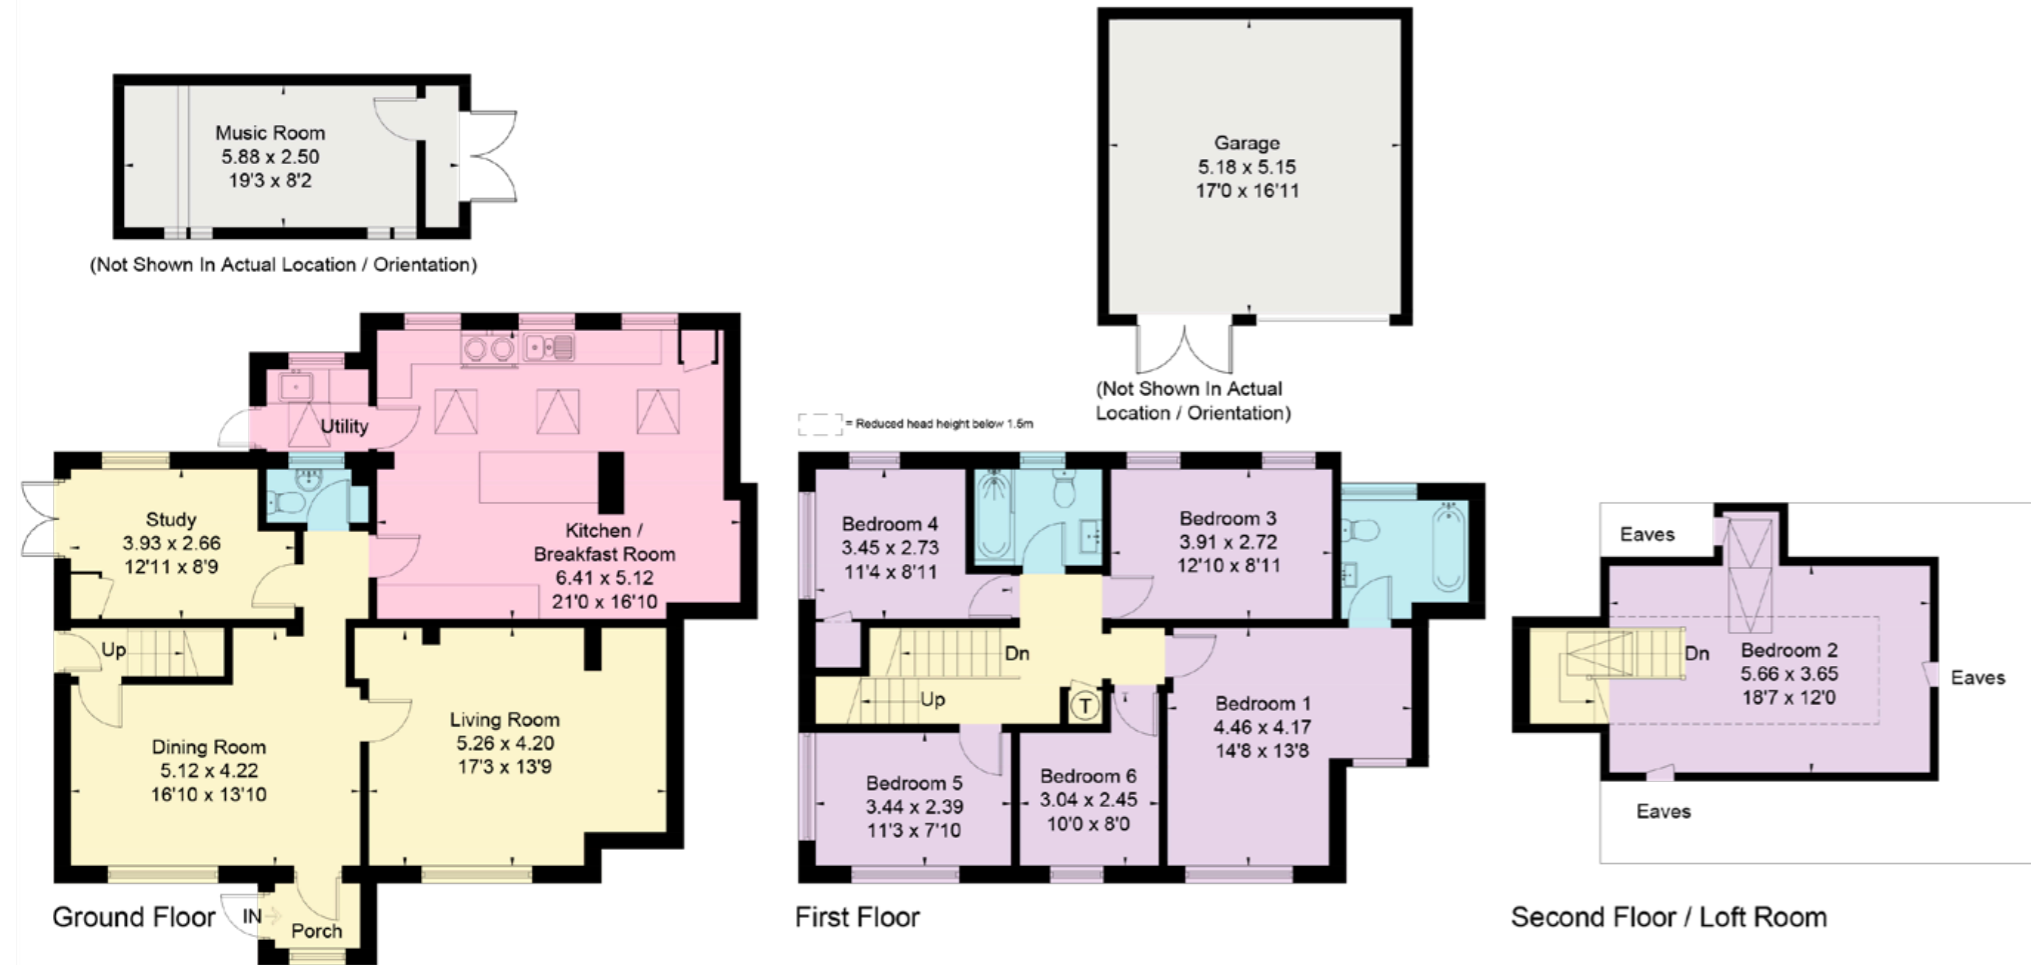 Music Room
5.88 x 2.50
19'3 x 8'2
(Not Shown In Actual Location / Orientation)
Garage
5.18 x 5.15
17'0 x 16'11
(Not Shown In Actual
Location / Orientation)
Utility
Study
3.93 x 2.66
12'11 x 8'9
Kitchen /
Breakfast Room
6.41 x 5.12
21'0 x 16'10
Up
Dining Room
5.12 x 4.22
16'10 x 13'10
Living Room
5.26 x 4.20
17'3 x 13'9
IN
Porch
Ground Floor
= Reduced head height below 1.5m
Bedroom 4
3.45 x 2.73
11'4 x 8'11
Bedroom 3
3.91 x 2.72
12'10 x 8'11
Dn
Up
T
Bedroom 1
4.46 x 4.17
14'8 x 13'8
Bedroom 5
3.44 x 2.39
11'3 x 7'10
Bedroom 6
3.04 x 2.45
10'0 x 8'0
First Floor
Eaves
Dn
Bedroom 2
5.66 x 3.65
18'7 x 12'0
Eaves
Eaves
Second Floor / Loft Room